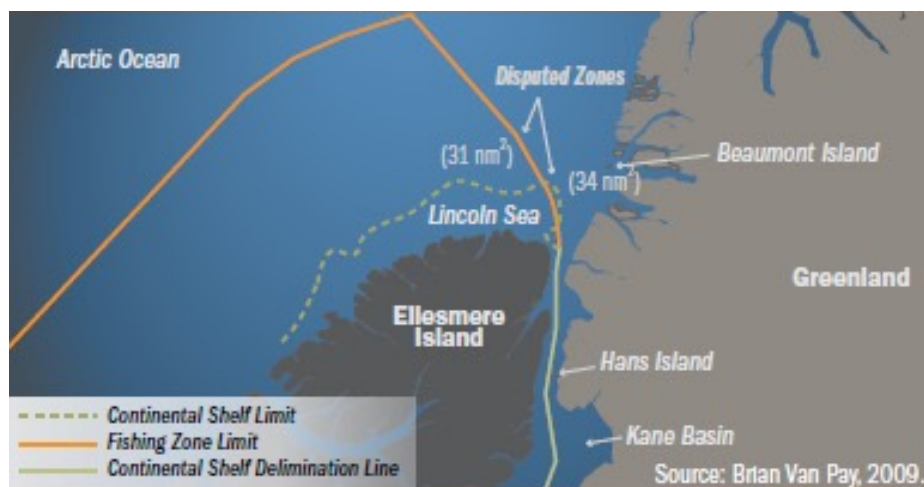 Arctic Ocean
Disputed Zones
(31 nm²)
(34 nm²)
Beaumont Island
Lincoln Sea
Greenland
Ellesmere
Island
Hans Island
Kane Basin
Continental Shelf Limit
Fishing Zone Limit
Continental Shelf Delimination Line
Source: Brian Van Pay, 2009